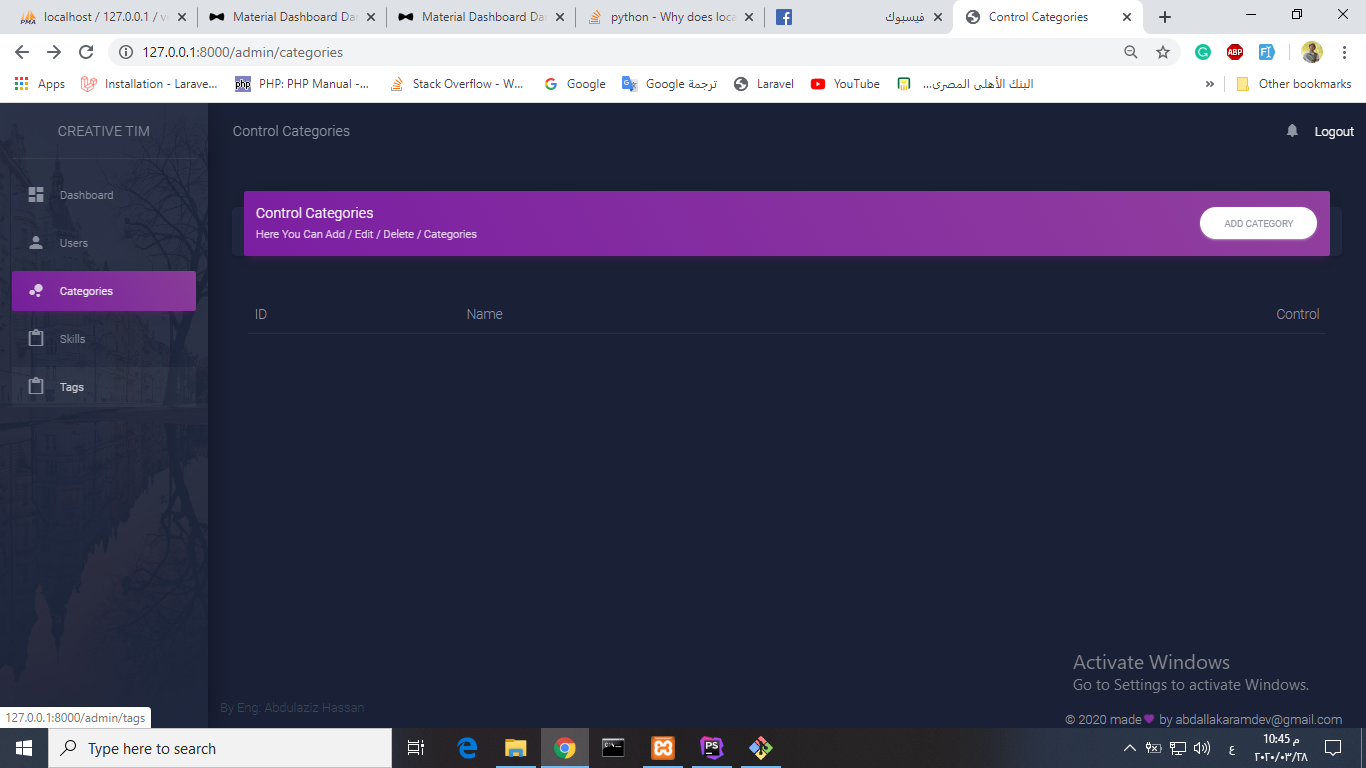 localhost / 127.0.0.1 / v
Material Dashboard Da
Material Dashboard Da
python - Why does loca
فيسبوك
Control Categories
127.0.0.1:8000/admin/categories
Apps
Installation - Larave...
PHP: PHP Manual -...
Stack Overflow - W...
Google
Google ترجمة
Laravel
YouTube
البنك الأهلى المصرى...
Other bookmarks
CREATIVE TIM
Control Categories
Logout
Dashboard
Users
Categories
Skills
Tags
Control Categories
Here You Can Add / Edit / Delete / Categories
ADD CATEGORY
ID Name Control
Activate Windows
Go to Settings to activate Windows.
By Eng: Abdulaziz Hassan
© 2020 made by abdallakaramdev@gmail.com
127.0.0.1:8000/admin/tags
Type here to search
ع
10:45 م
٢٠٢٠/٠٣/٢٨